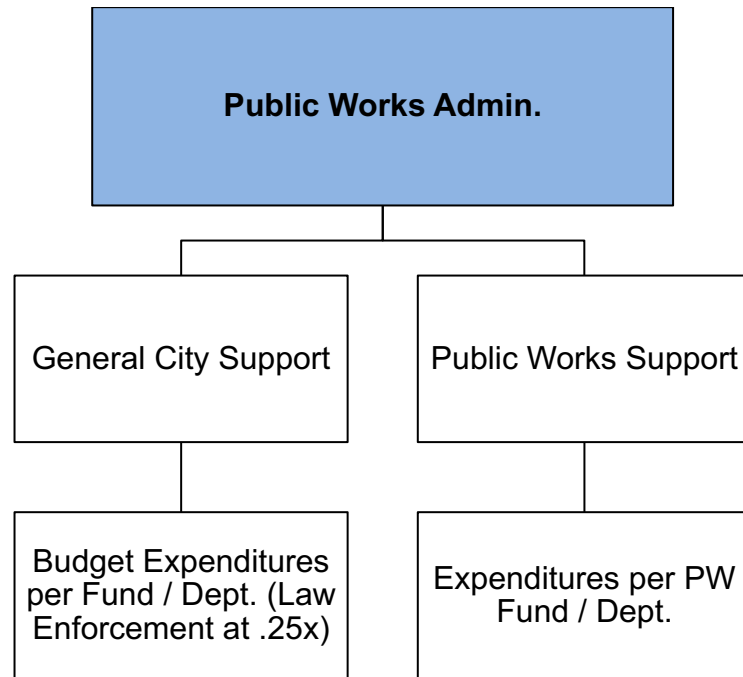 Public Works Admin.
General City Support
Public Works Support
Budget Expenditures
per Fund / Dept. (Law
Enforcement at .25x)
Expenditures per PW
Fund / Dept.